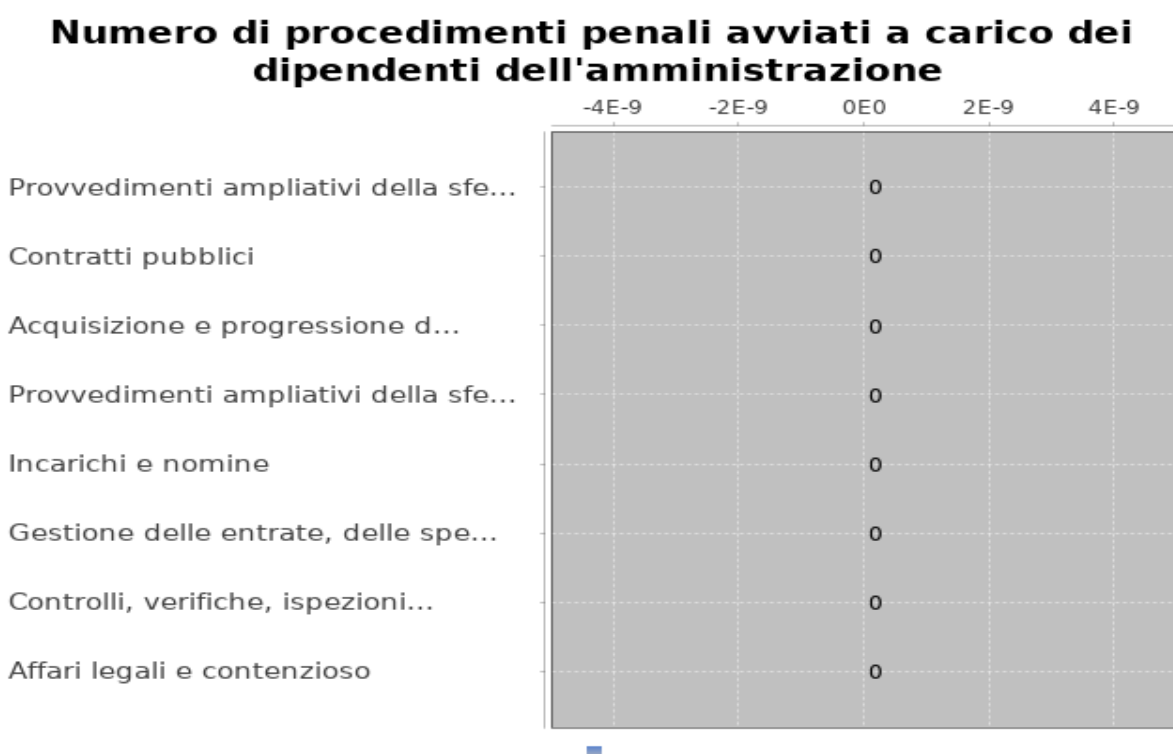 Numero di procedimenti penali avviati a carico dei
dipendenti dell'amministrazione
-4E-9 -2E-9 0E0 2E-9 4E-9
Provvedimenti ampliativi della sfe... 0
Contratti pubblici 0
Acquisizione e progressione d... 0
Provvedimenti ampliativi della sfe... 0
Incarichi e nomine 0
Gestione delle entrate, delle spe... 0
Controlli, verifiche, ispezioni... 0
Affari legali e contenzioso 0